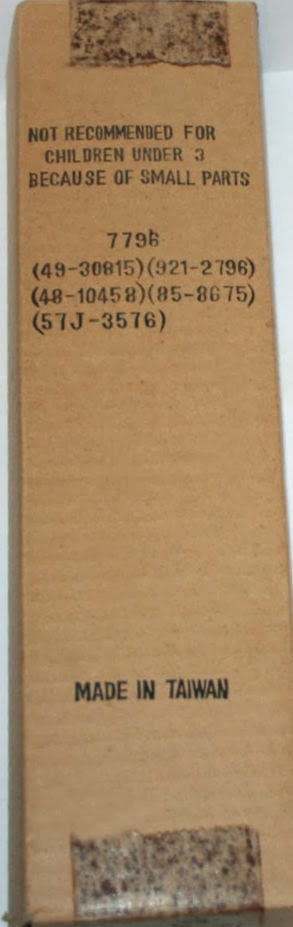 NOT RECOMMENDED FOR
CHILDREN UNDER 3
BECAUSE OF SMALL PARTS
7796
(49-30815)(921-2796)
(48-10458)(85-8675)
(57J-3576)
MADE IN TAIWAN